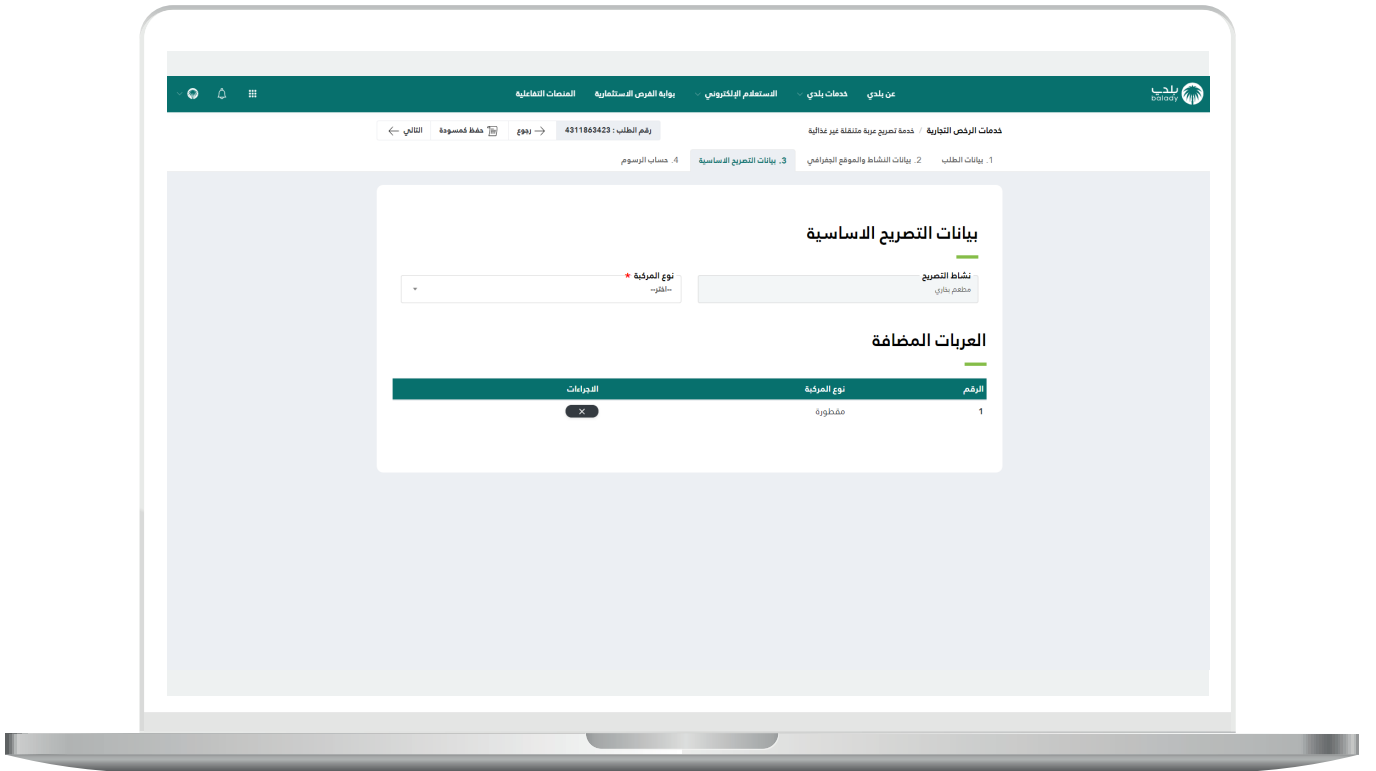 بلدي
balady
عن بلدي خدمات بلدي الاستعلام الإلكتروني بوابة الفرص الاستثمارية المنصات التفاعلية
خدمات الرخص التجارية / خدمة تصريح عربة متنقلة غير غذائية
رقم الطلب : 4311863423 رجوع حفظ كمسودة التالي
1. بيانات الطلب 2. بيانات النشاط والموقع الجغرافي 3. بيانات التصريح الاساسية 4. حساب الرسوم
بيانات التصريح الاساسية
نشاط التصريح نوع المركبة *
مطعم بخاري --اختر--
العربات المضافة
الرقم نوع المركبة الاجراءات
1 مقطورة ×